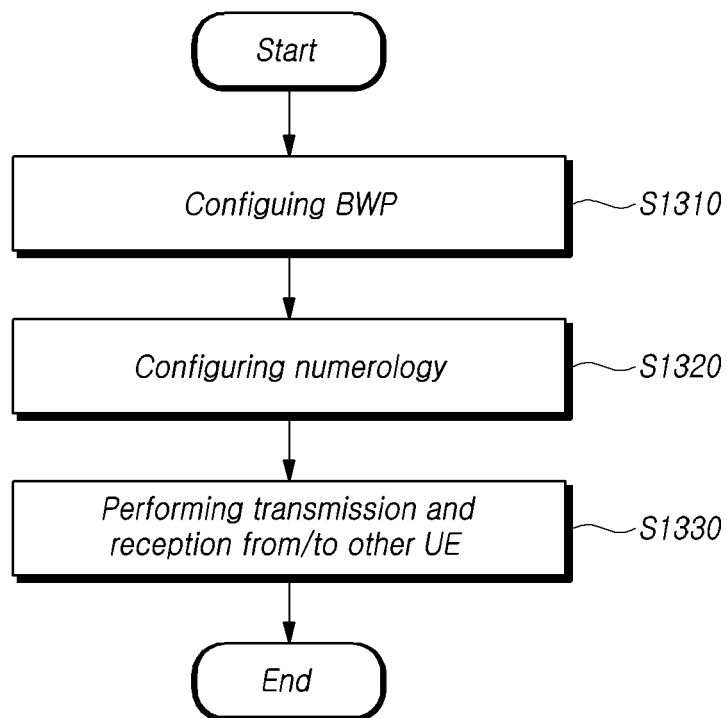 Start
Configuing BWP
S1310
Configuring numerology
S1320
Performing transmission and
reception from/to other UE
S1330
End